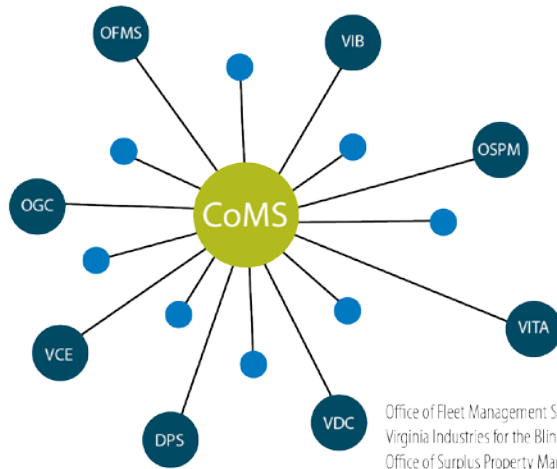 OFMS
VIB
OSPM
OGC
CoMS
VITA
VCE
VDC
DPS
Office of Fleet Management
Virginia Industries for the
Office of Surplus Property